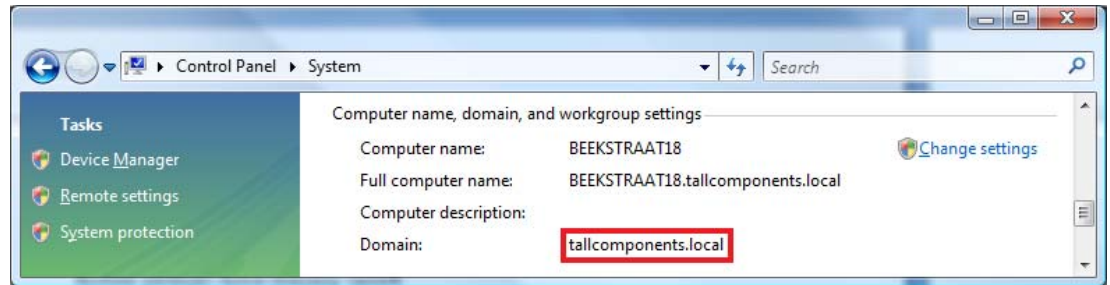 Control Panel System Search
Tasks
Device Manager
Remote settings
System protection
Computer name, domain, and workgroup settings
Computer name: BEEKSTRAAT18 Change settings
Full computer name: BEEKSTRAAT18.tallcomponents.local
Computer description:
Domain: tallcomponents.local